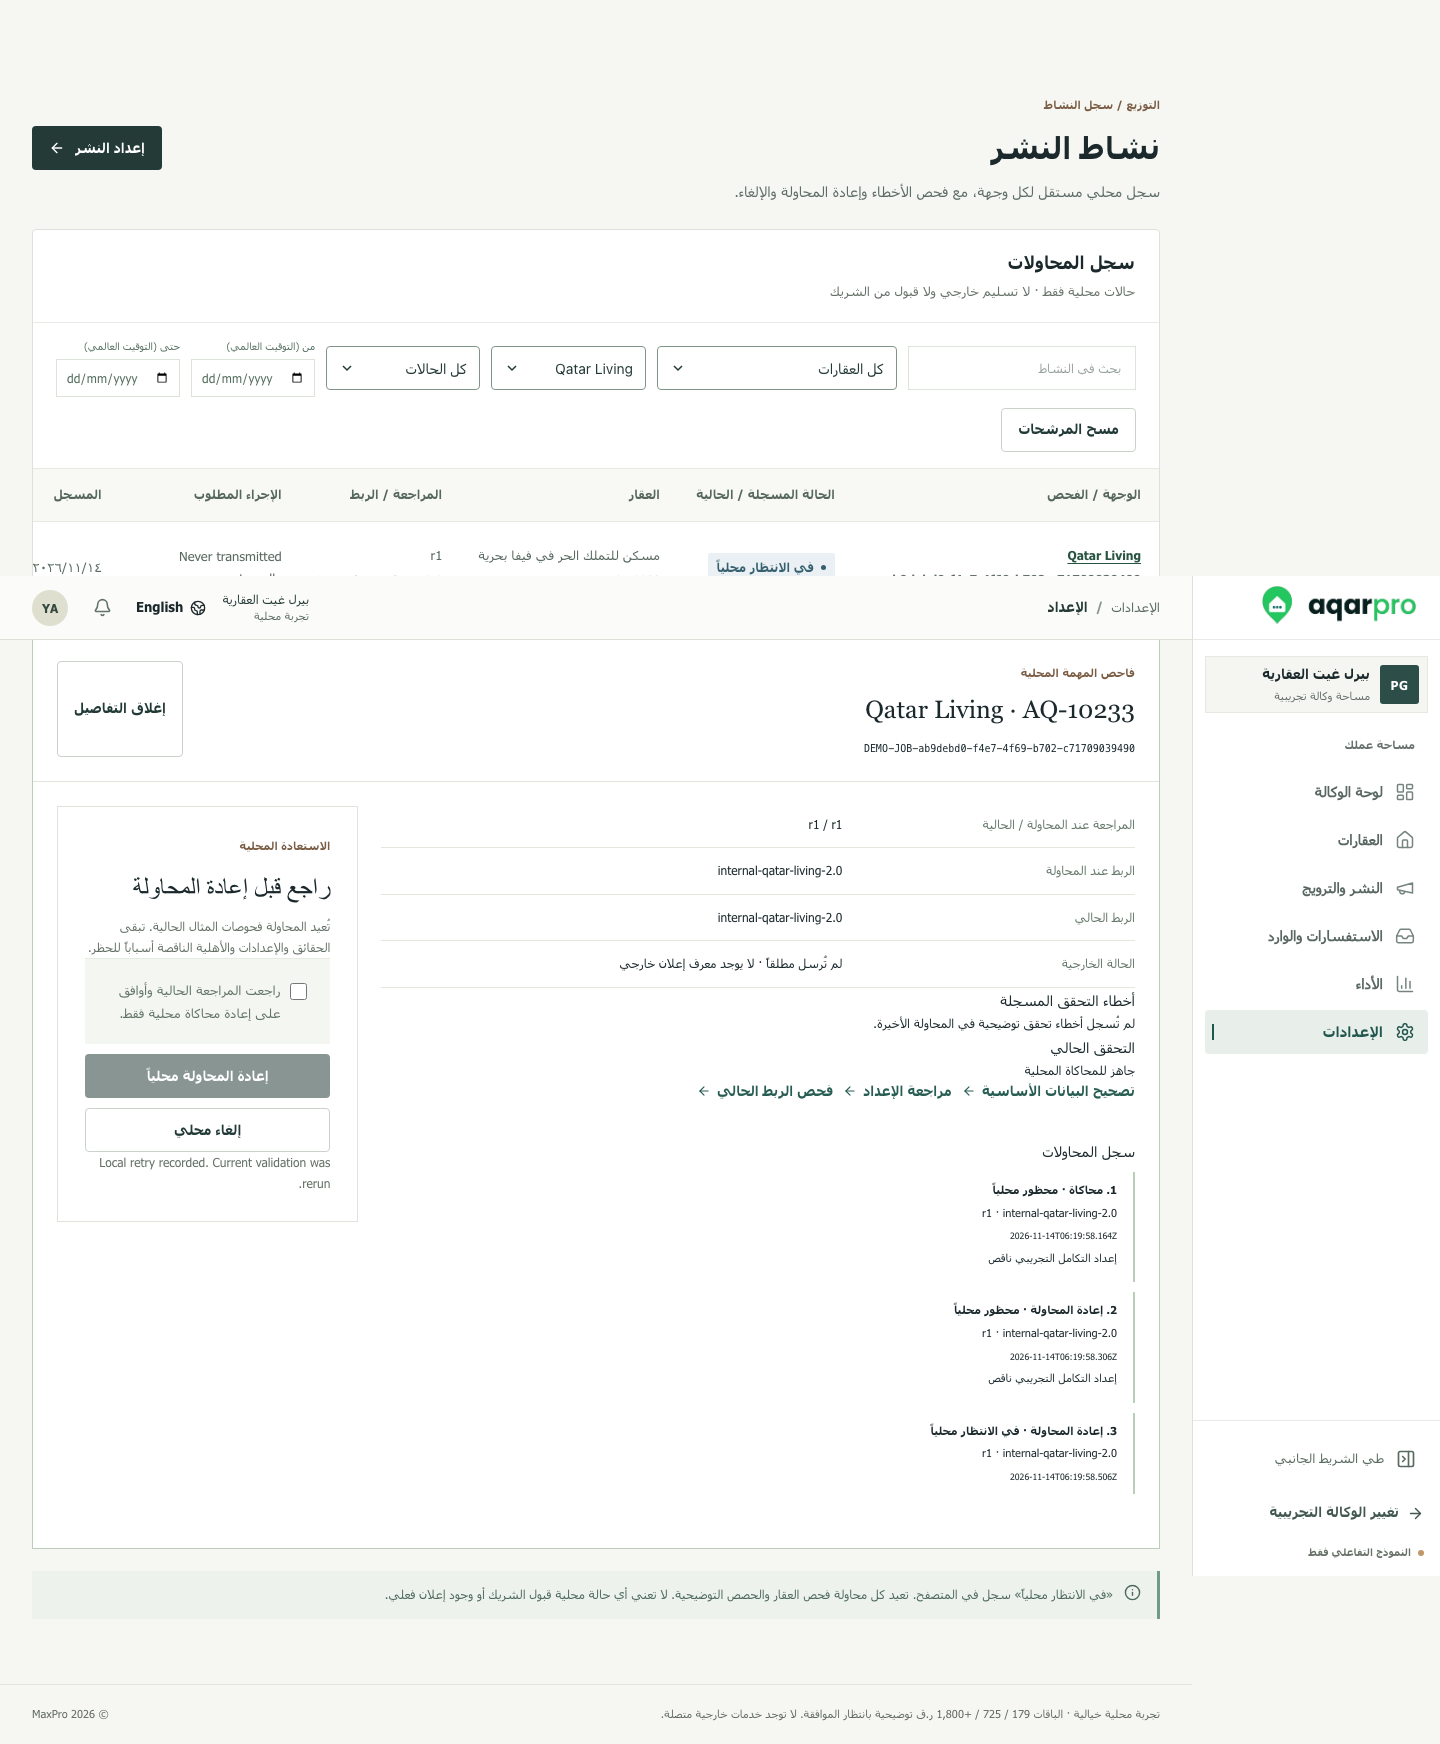 التوزيع / سجل النشاط
نشاط النشر
إعداد النشر
سجل محلي مستقل لكل وجهة، مع فحص الأخطاء وإعادة المحاولة والإلغاء.
سجل المحاولات
حالات محلية فقط · لا تسليم خارجي ولا قبول من الشريك
بحث في النشاط
كل العقارات
Qatar Living
كل الحالات
من (التوقيت العالمي)
dd/mm/yyyy
حتى (التوقيت العالمي)
dd/mm/yyyy
مسح المرشحات
الوجهة / الفحص
الحالة المسجلة / الحالية
العقار
المراجعة / الربط
الإجراء المطلوب
المسجل
Qatar Living
في الانتظار محلياً
مسكن للتملك الحر في فيفا بحرية
r1
Never transmitted
٢٠٢٦/١١/١٤
aqarpro
الإعدادات / الإعداد
بيرل غيت العقارية
تجربة محلية
English
YA
PG
بيرل غيت العقارية
مساحة وكالة تجريبية
مساحة عملك
لوحة الوكالة
العقارات
النشر والترويج
الاستفسارات والوارد
الأداء
الإعدادات
طي الشريط الجانبي
تغيير الوكالة التجريبية
النموذج التفاعلي فقط
فاحص المهمة المحلية
Qatar Living · AQ-10233
DEMO-JOB-ab9debd0-f4e7-4f69-b702-c71709039490
إغلاق التفاصيل
المراجعة عند المحاولة / الحالية
r1 / r1
الربط عند المحاولة
internal-qatar-living-2.0
الربط الحالي
internal-qatar-living-2.0
الحالة الخارجية
لم تُرسل مطلقاً · لا يوجد معرف إعلان خارجي
أخطاء التحقق المسجلة
لم تُسجل أخطاء تحقق توضيحية في المحاولة الأخيرة.
التحقق الحالي
جاهز للمحاكاة المحلية
تصحيح البيانات الأساسية
مراجعة الإعداد
فحص الربط الحالي
سجل المحاولات
1. محاكاة · محظور محلياً
r1 · internal-qatar-living-2.0
2026-11-14T06:19:58.164Z
إعداد التكامل التجريبي ناقص
2. إعادة المحاولة · محظور محلياً
r1 · internal-qatar-living-2.0
2026-11-14T06:19:58.306Z
إعداد التكامل التجريبي ناقص
3. إعادة المحاولة · في الانتظار محلياً
r1 · internal-qatar-living-2.0
2026-11-14T06:19:58.506Z
الاستعادة المحلية
راجع قبل إعادة المحاولة
تُعيد المحاولة فحوصات المثال الحالية. تبقى
الحقائق والإعدادات والأهلية الناقصة أسباباً للحظر.
راجعت المراجعة الحالية وأوافق
على إعادة محاكاة محلية فقط.
إعادة المحاولة محلياً
إلغاء محلي
Local retry recorded. Current validation was
rerun.
«في الانتظار محلياً» سجل في المتصفح. تعيد كل محاولة فحص العقار والحصص التوضيحية. لا تعني أي حالة محلية قبول الشريك أو وجود إعلان فعلي.
تجربة محلية خيالية · الباقات 179 / 725 / +1,800 ر.ق توضيحية بانتظار الموافقة. لا توجد خدمات خارجية متصلة.
© MaxPro 2026